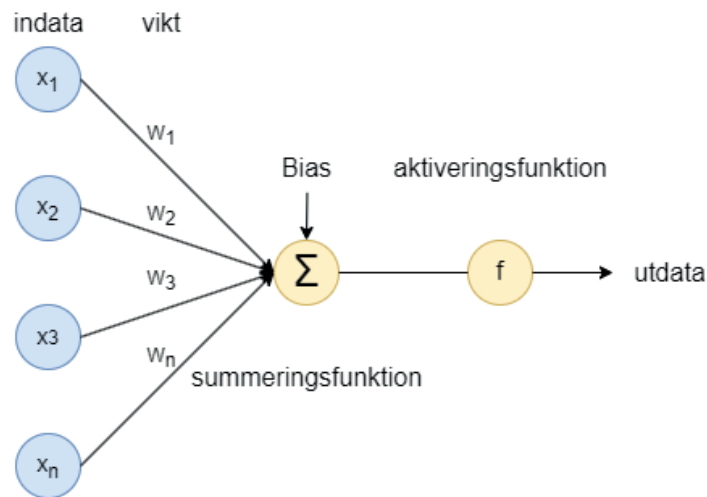 indata
vikt
x1
w1
Bias
aktiveringsfunktion
x2
w2
Σ
f
utdata
w3
x3
wn
summeringsfunktion
xn